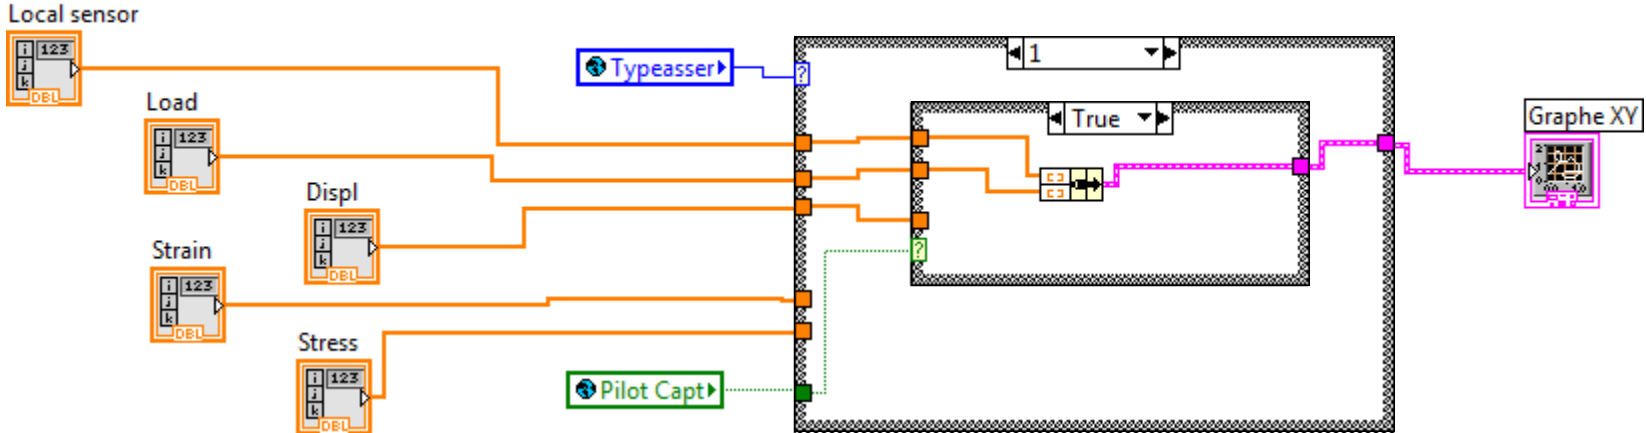 Local sensor
i
j
k
123
DBL
Load
i
j
k
123
DBL
Displ
i
j
k
123
DBL
Strain
i
j
k
123
DBL
Stress
i
j
k
123
DBL
Typeasser
?
1
True
?
Pilot Capt
Graphe XY